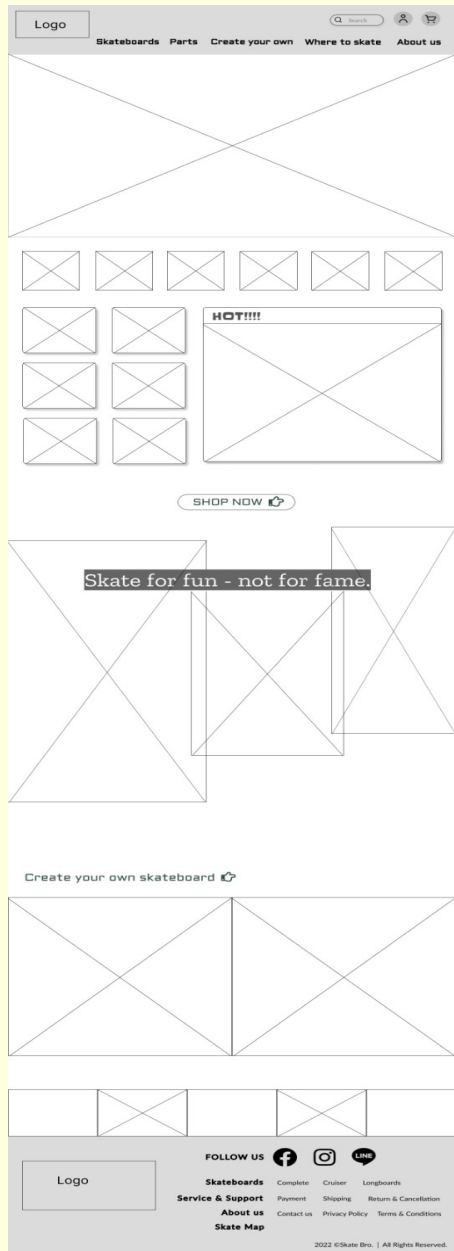 Logo
Search
Skateboards Parts Create your own Where to skate About us
HOT!!!!
SHOP NOW
Skate for fun - not for fame.
Create your own skateboard
FOLLOW US
LINE
Logo
Skateboards Complete Cruiser Longboards
Service & Support Payment Shipping Return & Cancellation
About us Contact us Privacy Policy Terms & Conditions
Skate Map
2022 ©Skate Bro. | All Rights Reserved.